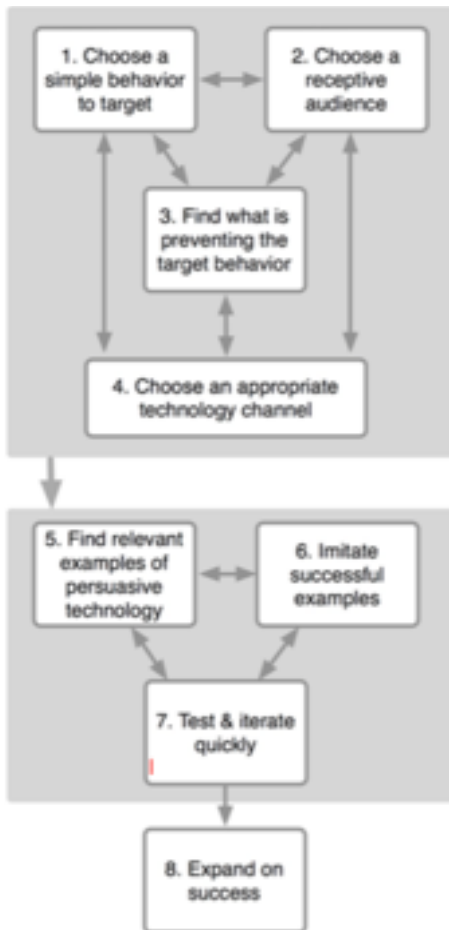 1. Choose a
simple behavior
to target
2. Choose a
receptive
audience
3. Find what is
preventing the
target behavior
4. Choose an appropriate
technology channel
5. Find relevant
examples of
persuasive
technology
6. Imitate
successful
examples
7. Test & iterate
quickly
8. Expand on
success